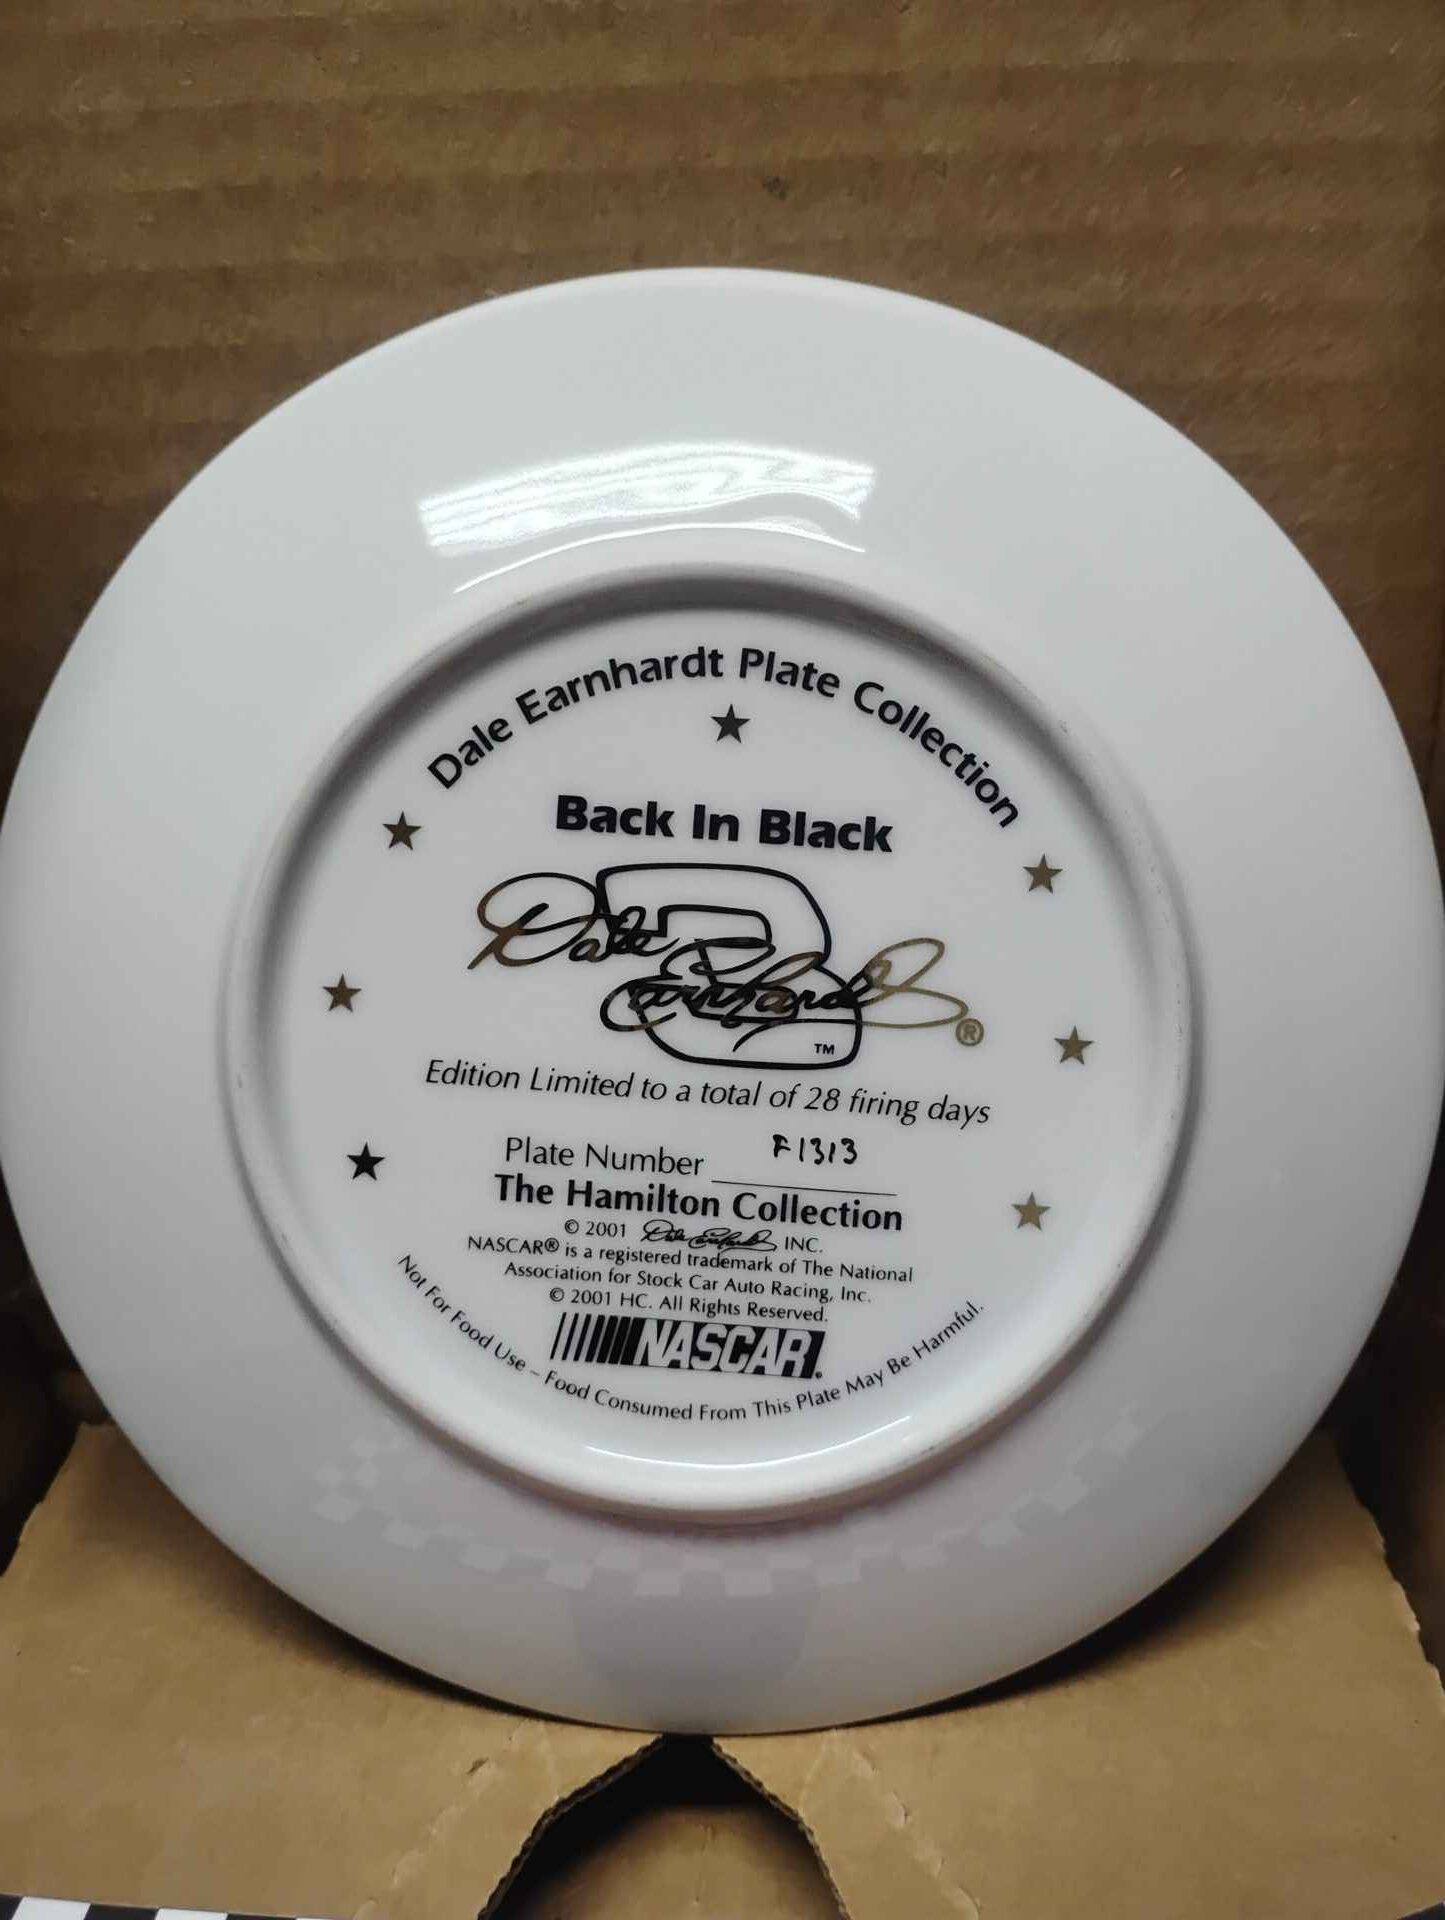 Dale Earnhardt Plate Collection
Back In Black
3
Dale Earnhardt ®
TM
Edition Limited to a total of 28 firing days
Plate Number F1313
The Hamilton Collection
© 2001 Dale Earnhardt INC.
NASCAR® is a registered trademark of The National
Association for Stock Car Auto Racing, Inc.
© 2001 HC. All Rights Reserved.
NASCAR.
Not For Food Use – Food Consumed From This Plate May Be Harmful.